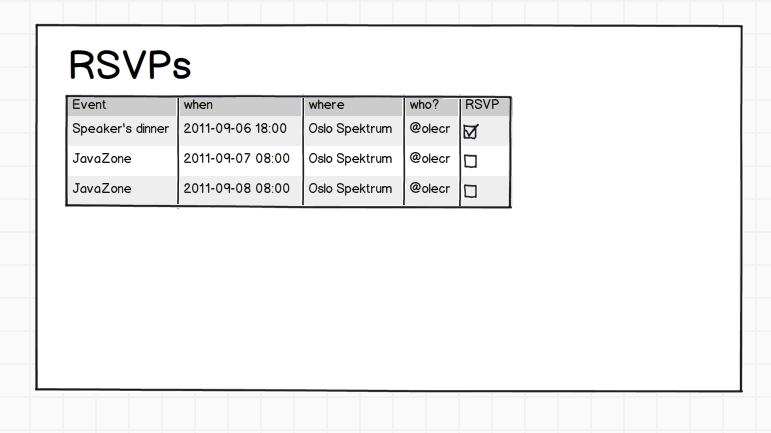 RSVPs
Event when where who? RSVP
Speaker's dinner 2011-09-06 18:00 Oslo Spektrum @olecr
JavaZone 2011-09-07 08:00 Oslo Spektrum @olecr
JavaZone 2011-09-08 08:00 Oslo Spektrum @olecr